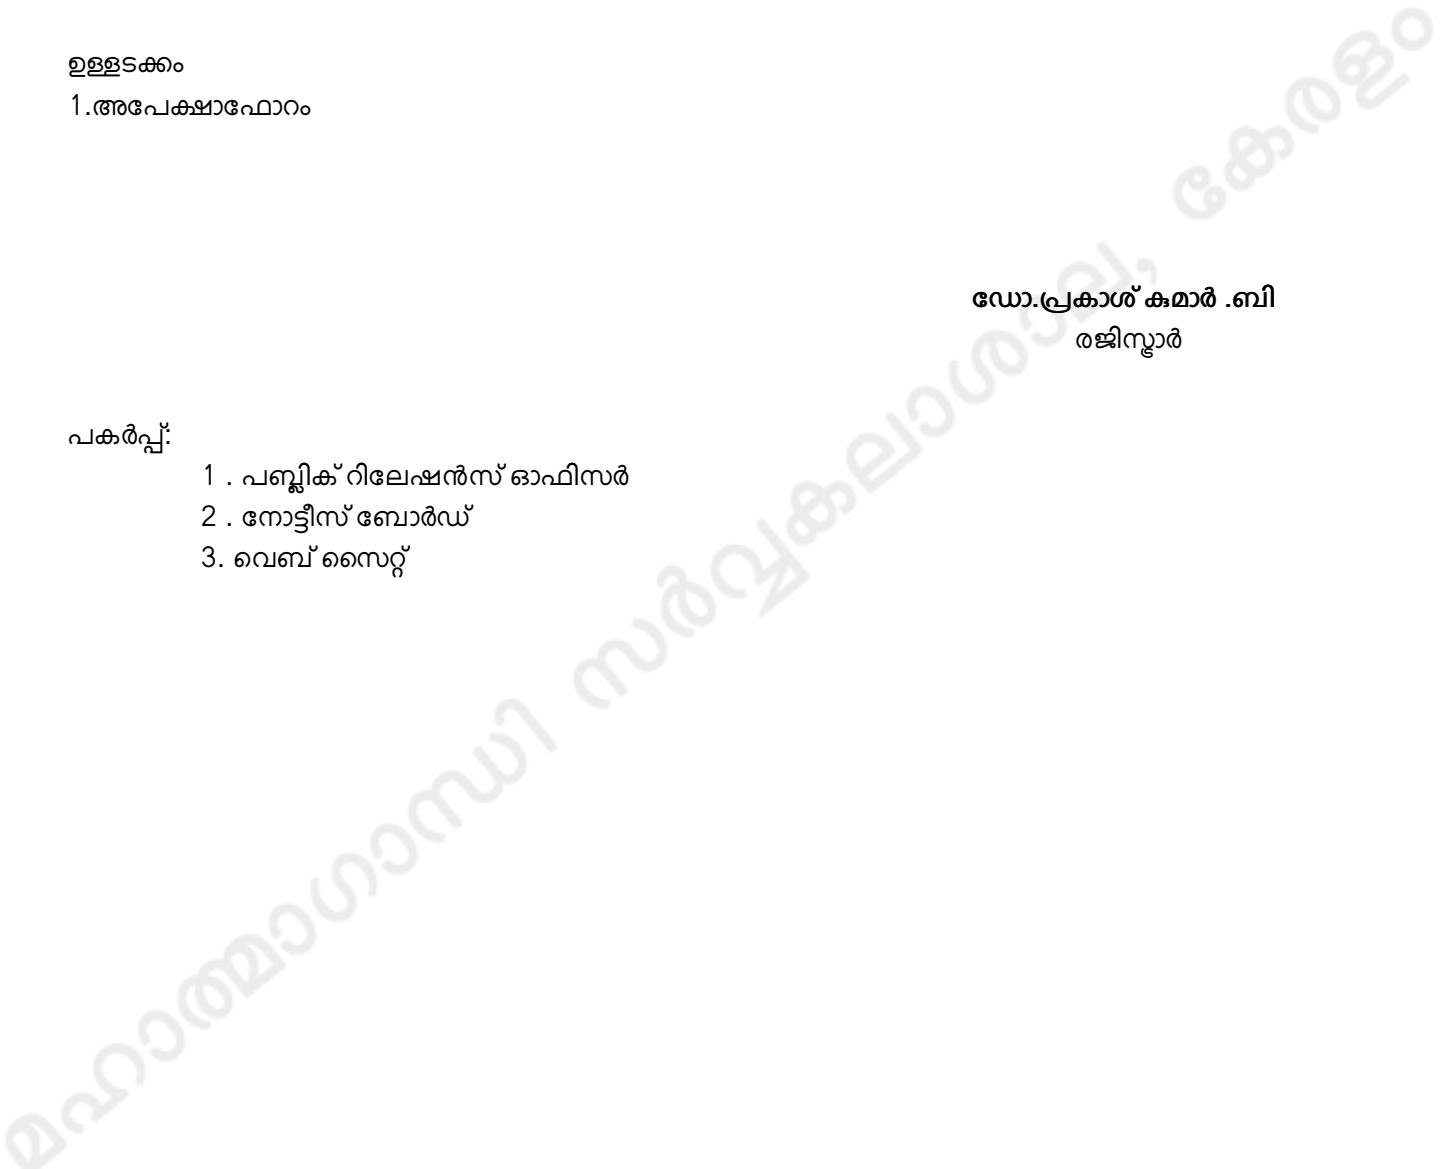 ഉള്ളടക്കം
1.അപേക്ഷാഫോറം
ഡോ.പ്രകാശ് കുമാർ .ബി
രജിസ്ട്രാർ
പകർപ്പ്:
1 . പബ്ലിക് റിലേഷൻസ് ഓഫിസർ
2 . നോട്ടീസ് ബോർഡ്
3. വെബ് സൈറ്റ്
മഹാത്മാഗാന്ധി സർവ്വകലാശാല, കേരളം